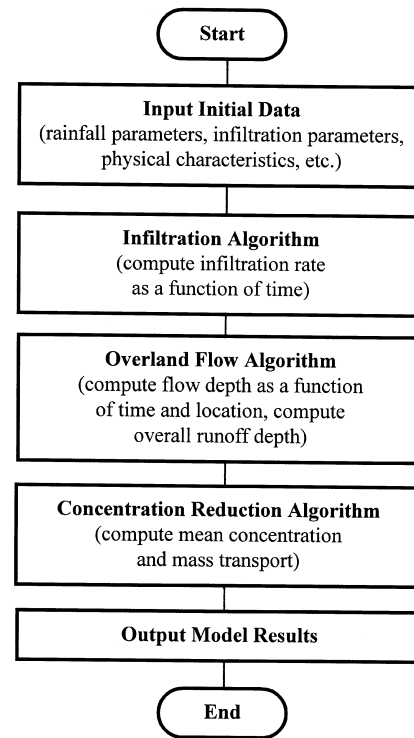 Start
Input Initial Data
(rainfall parameters, infiltration parameters,
physical characteristics, etc.)
Infiltration Algorithm
(compute infiltration rate
as a function of time)
Overland Flow Algorithm
(compute flow depth as a function
of time and location, compute
overall runoff depth)
Concentration Reduction Algorithm
(compute mean concentration
and mass transport)
Output Model Results
End